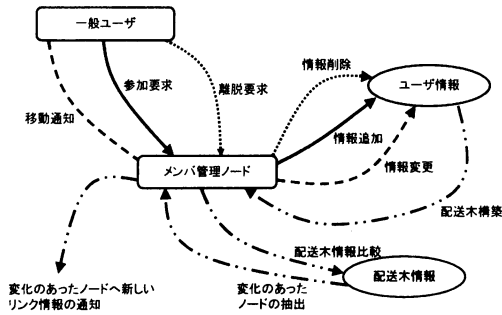 一般ユーザ
情報削除
ユーザ情報
参加要求
離脱要求
移動通知
情報追加
情報変更
メンバ管理ノード
配送木構築
配送木情報比較
変化のあったノードへ新しい
リンク情報の通知
変化のあった
ノードの抽出
配送木情報